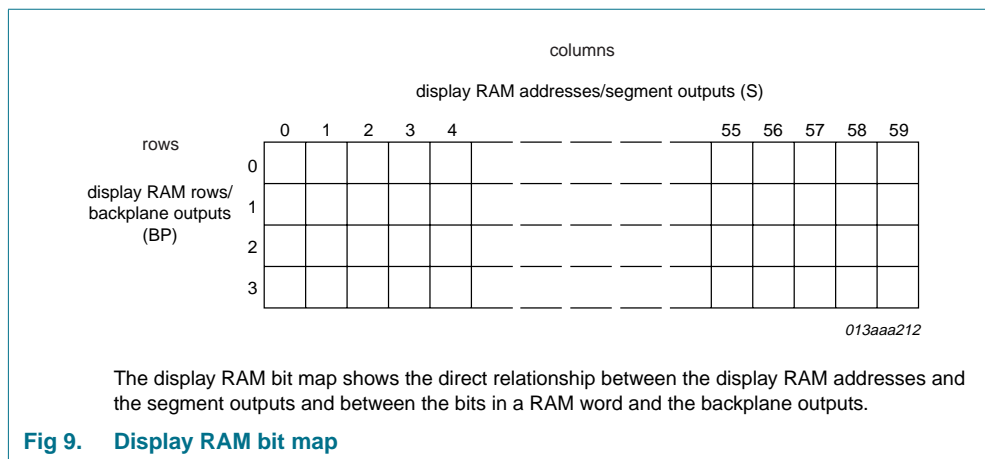 columns
display RAM addresses/segment outputs (S)
0 1 2 3 4 55 56 57 58 59
rows
0
display RAM rows/
backplane outputs
(BP)
1
2
3
013aaa212
The display RAM bit map shows the direct relationship between the display RAM addresses and
the segment outputs and between the bits in a RAM word and the backplane outputs.
Fig 9. Display RAM bit map